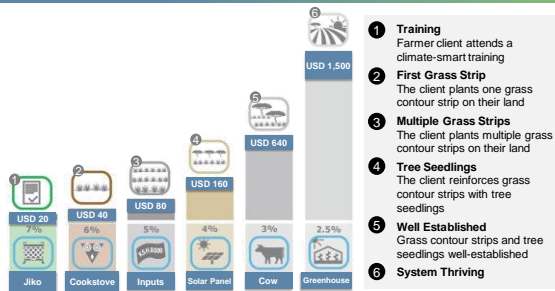 6
USD 1,500
5
USD 640
4
USD 160
3
USD 80
2
USD 40
1
USD 20
7%
6%
5%
4%
3%
2.5%
KSH 8000
Jiko
Cookstove
Inputs
Solar Panel
Cow
Greenhouse
1 Training
Farmer client attends a
climate-smart training
2 First Grass Strip
The client plants one grass
contour strip on their land
3 Multiple Grass Strips
The client plants multiple grass
contour strips on their land
4 Tree Seedlings
The client reinforces grass
contour strips with tree
seedlings
5 Well Established
Grass contour strips and tree
seedlings well-established
6 System Thriving